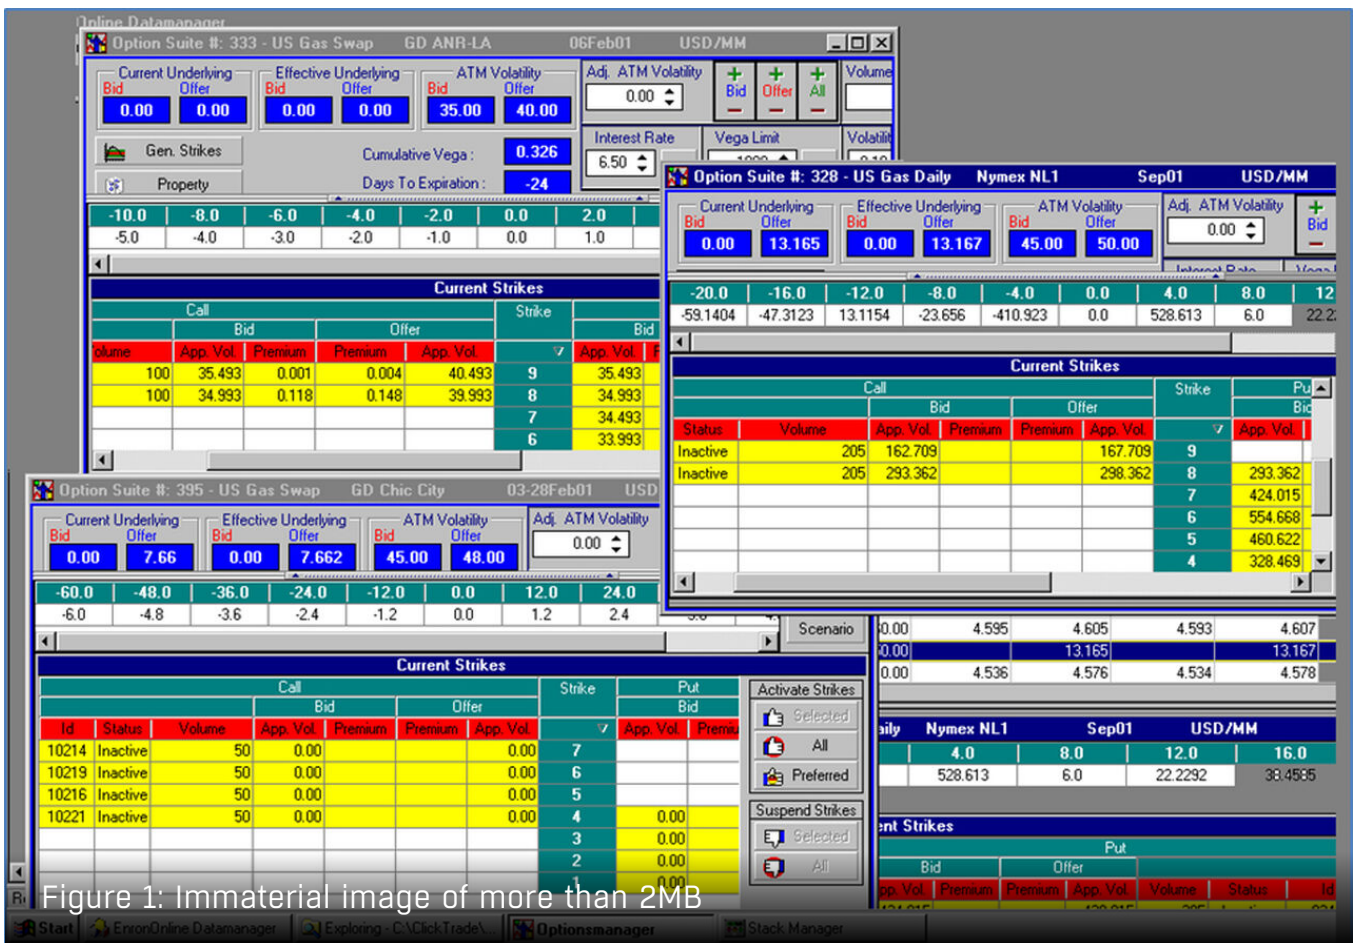 Online Datamanager
Option Suite #: 333 - US Gas Swap GD ANR-LA 06Feb01 USD/MM
Current Underlying Effective Underlying ATM Volatility Adj. ATM Volatility Volume
Bid Offer Bid Offer Bid Offer Bid Offer All
0.00 0.00 0.00 0.00 35.00 40.00 0.00
Interest Rate Vega Limit
Gen. Strikes Cumulative Vega : 0.326 6.50
Property Days To Expiration : -24
-10.0 -8.0 -6.0 -4.0 -2.0 0.0 2.0
-5.0 -4.0 -3.0 -2.0 -1.0 0.0 1.0
Current Strikes
Call Strike
Bid Offer Bid
App. Vol. Premium Premium App. Vol. App. Vol.
100 35.493 0.001 0.004 40.493 9 35.493
100 34.993 0.118 0.148 39.993 8 34.993
7 34.493
6 33.993
Option Suite #: 328 - US Gas Daily Nymex NL1 Sep01 USD/MM
Current Underlying Effective Underlying ATM Volatility Adj. ATM Volatility
Bid Offer Bid Offer Bid Offer Bid
0.00 13.165 0.00 13.167 45.00 50.00 0.00
-20.0 -16.0 -12.0 -8.0 -4.0 0.0 4.0 8.0 12
-59.1404 -47.3123 13.1154 -23.656 -410.923 0.0 528.613 6.0
Current Strikes
Call Strike Pu
Bid Offer Bid
Status Volume App. Vol. Premium Premium App. Vol. App. Vol.
Inactive 205 162.709 167.709 9
Inactive 205 293.362 298.362 8 293.362
7 424.015
6 554.668
5 460.622
4 328.469
Option Suite #: 395 - US Gas Swap GD Chic City 03-28Feb01 USD
Current Underlying Effective Underlying ATM Volatility Adj. ATM Volatility
Bid Offer Bid Offer Bid Offer
0.00 7.66 0.00 7.662 45.00 48.00 0.00
-60.0 -48.0 -36.0 -24.0 -12.0 0.0 12.0 24.0
-6.0 -4.8 -3.6 -2.4 -1.2 0.0 1.2 2.4
Scenario
Current Strikes
Call Strike Put
Bid Offer Bid
Id Status Volume App. Vol. Premium Premium App. Vol. App. Vol. Premiu
10214 Inactive 50 0.00 0.00 7
10219 Inactive 50 0.00 0.00 6
10216 Inactive 50 0.00 0.00 5
10221 Inactive 50 0.00 0.00 4 0.00
3 0.00
2 0.00
1 0.00
Activate Strikes
Selected
All
Preferred
Suspend Strikes
Selected
All
0.00 4.595 4.605 4.593 4.607
0.00 13.165 13.167
0.00 4.536 4.576 4.534 4.578
aily Nymex NL1 Sep01 USD/MM
4.0 8.0 12.0 16.0
528.613 6.0 22.2292 38.4585
ent Strikes
Put
Bid Offer
pp. Vol. Premium Premium App. Vol. Volume Status Id
Figure 1: Immaterial image of more than 2MB
Start EnronOnline Datamanager Exploring - C:\ClickTrade\... Optionsmanager Stack Manager